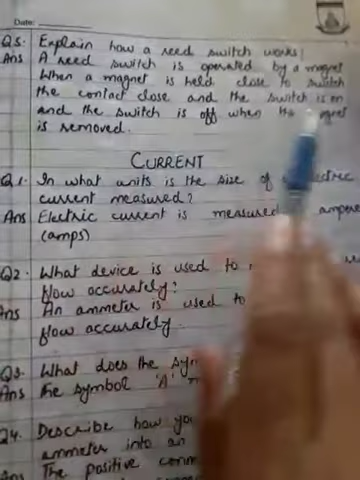 Date:
Q5. Explain how a reed switch works!
Ans A reed switch is operated by a magnet
When a magnet is held close to switch
the contact close and the switch is on
and the switch is off when the
is removed.
CURRENT
Q1. In what units is the size of electric
current measured?
Ans Electric current is measured ampere
(amps)
Q2. What device is used to
flow accurately?
Ans An ammeter is used to
flow accurately.
Q3. What does the
Ans the symbol 'A'
Q4. Describe how
ammeter into an
Ans The positive